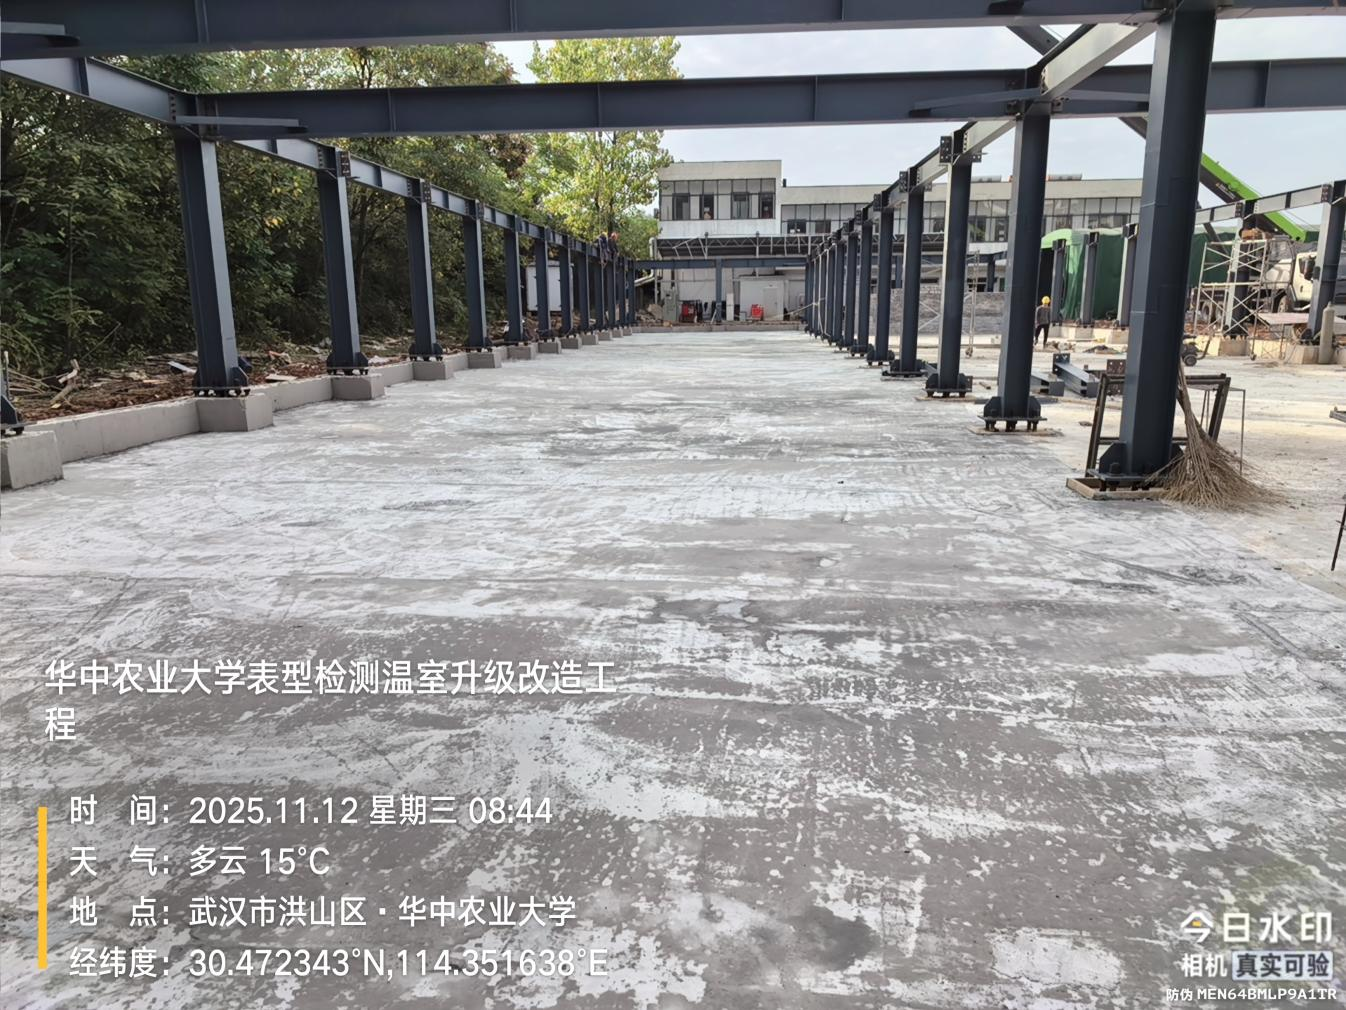 华中农业大学表型检测温室升级改造工
程
时 间：2025.11.12 星期三 08:44
天 气：多云 15°C
地 点：武汉市洪山区·华中农业大学
经纬度：30.472343°N,114.351638°E
今日水印
相机 真实可验
防伪 MEN64BMLP9A1TR